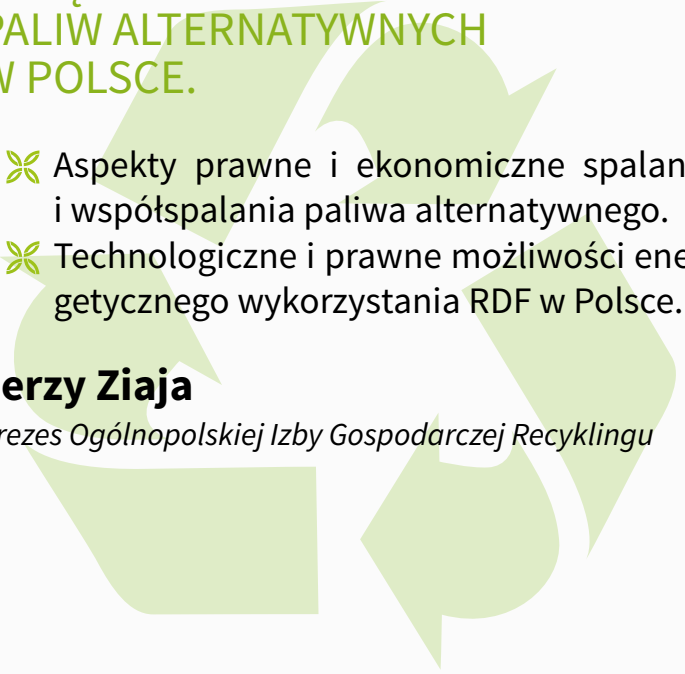 PALIW ALTERNATYWNYCH
W POLSCE.
Aspekty prawne i ekonomiczne spalan
i współspalania paliwa alternatywnego.
Technologiczne i prawne możliwości ene
getycznego wykorzystania RDF w Polsce.
erzy Ziaja
rezes Ogólnopolskiej Izby Gospodarczej Recyklingu